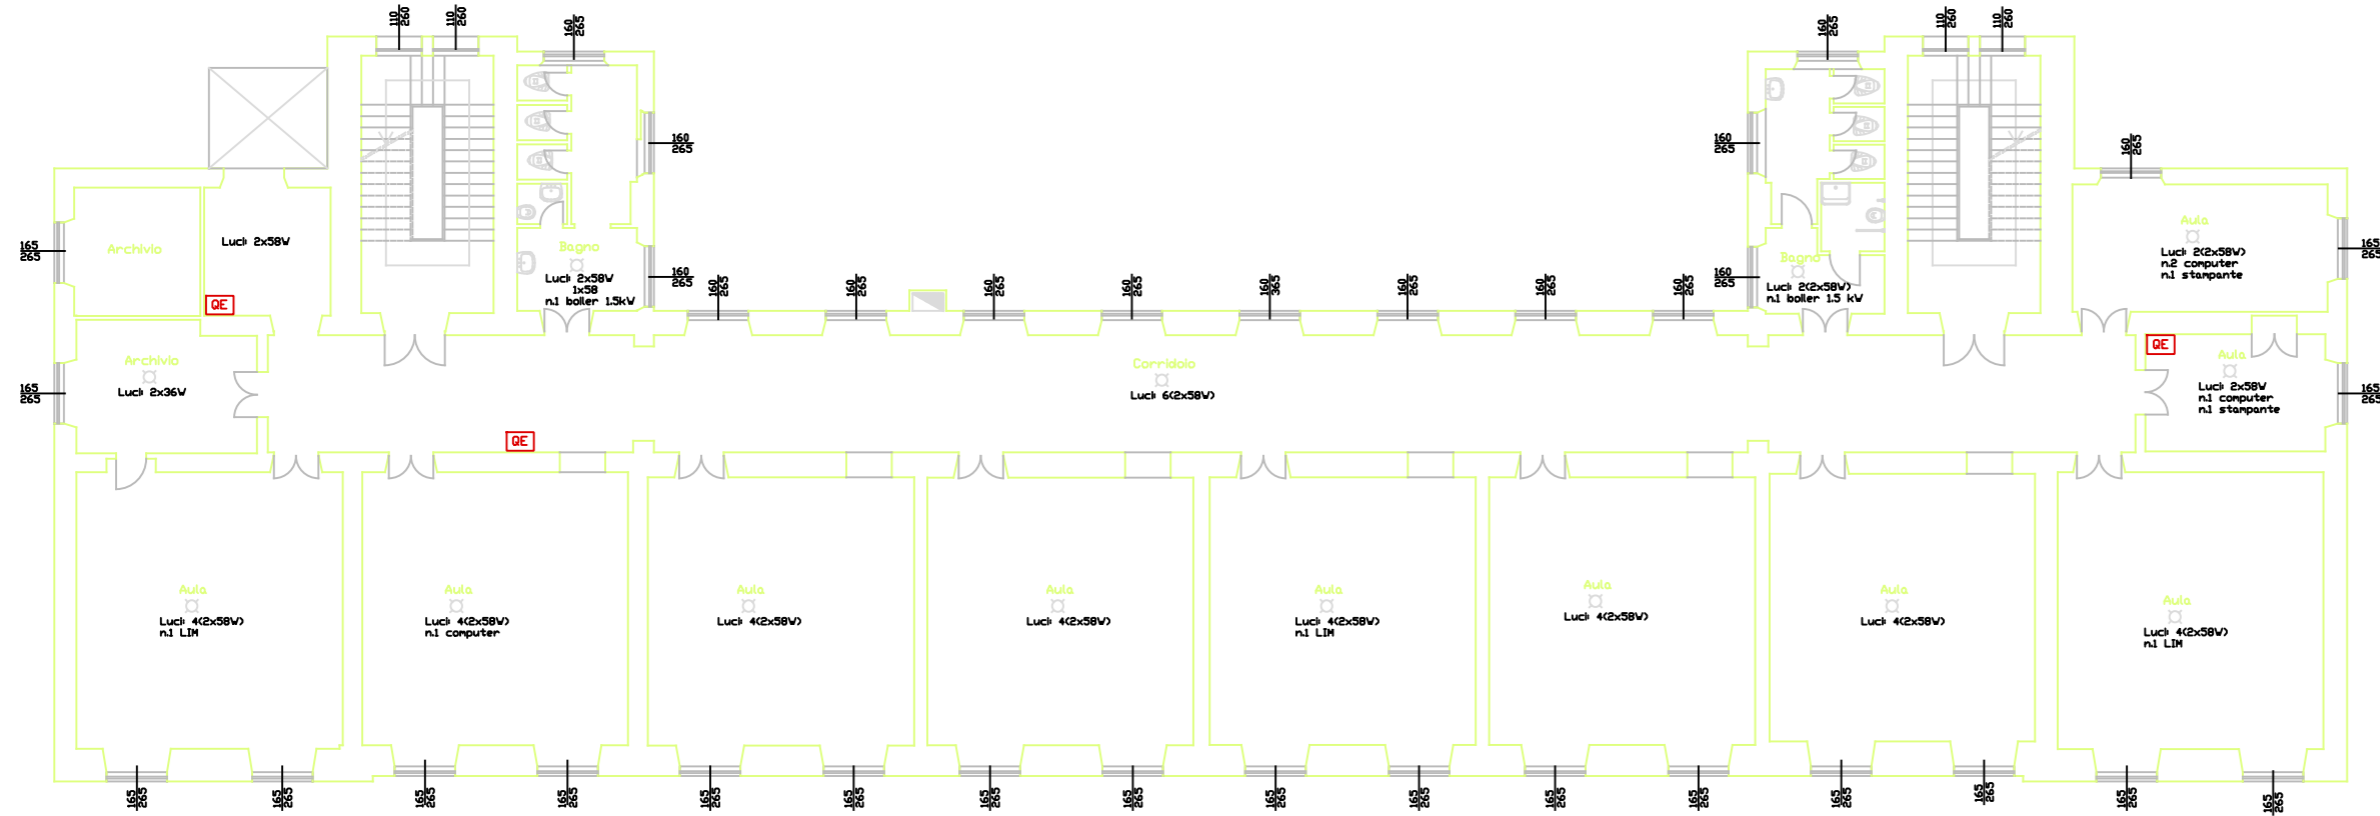 110
260
110
260
160
265
160
265
110
260
110
260
160
265
160
265
160
265
165
265
Archivio
Luci: 2x58W
QE
Bagno
Luci: 2x58W
1x58
n.1 boiler 1.5kW
160
265
160
265
Bagno
Luci: 2(2x58W)
n.1 boiler 1.5 kW
Aula
Luci: 2(2x58W)
n.2 computer
n.1 stampante
165
265
160
265
160
265
160
265
160
265
160
365
160
265
160
265
160
265
165
265
Archivio
Luci: 2x36W
Corridoio
Luci: 6(2x58W)
QE
QE
Aula
Luci: 2x58W
n.1 computer
n.1 stampante
165
265
Aula
Luci: 4(2x58W)
n.1 LIM
Aula
Luci: 4(2x58W)
n.1 computer
Aula
Luci: 4(2x58W)
Aula
Luci: 4(2x58W)
Aula
Luci: 4(2x58W)
n.1 LIM
Aula
Luci: 4(2x58W)
Aula
Luci: 4(2x58W)
Aula
Luci: 4(2x58W)
n.1 LIM
165
265
165
265
165
265
165
265
165
265
165
265
165
265
165
265
165
265
165
265
165
265
165
265
165
265
165
265
165
265
165
265